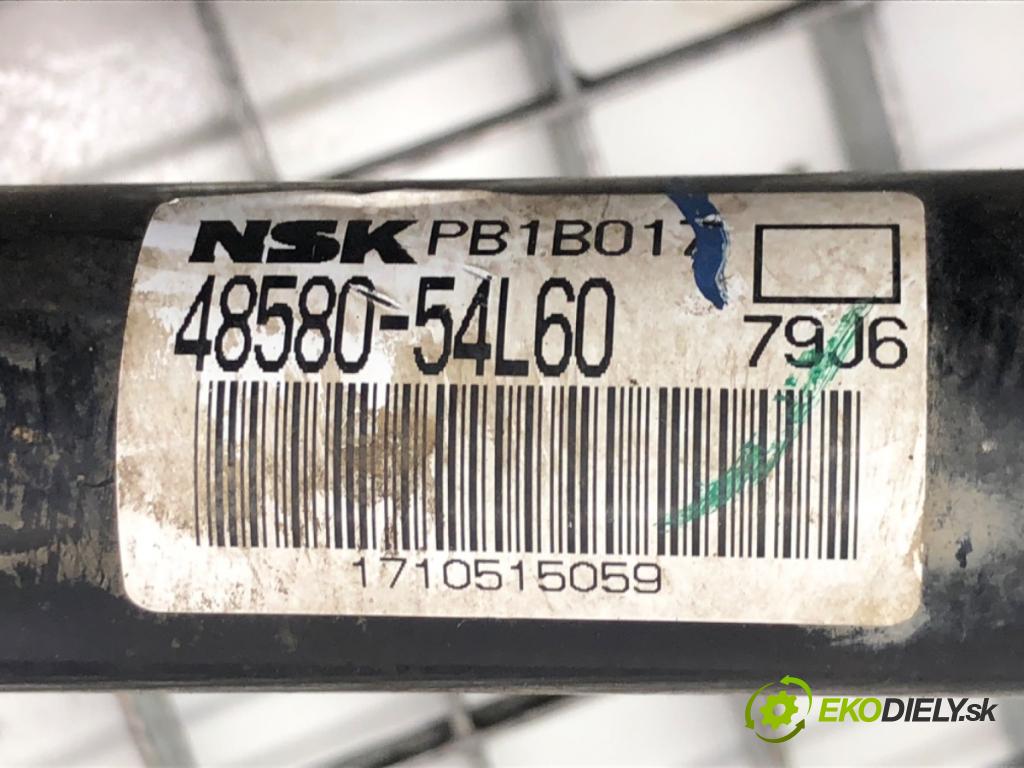 NSK PB1B017
48580-54L60
79J6
1710515059
EKODIELY.sk